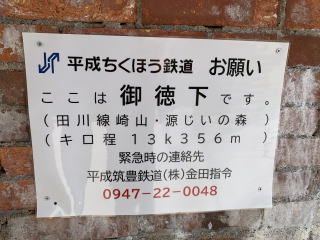 平成ちくほう鉄道 お願い
ここは 御徳下 です。
(田川線崎山・源じいの森)
(キロ程 13k356m)
緊急時の連絡先
平成筑豊鉄道(株)金田指令
0947-22-0048